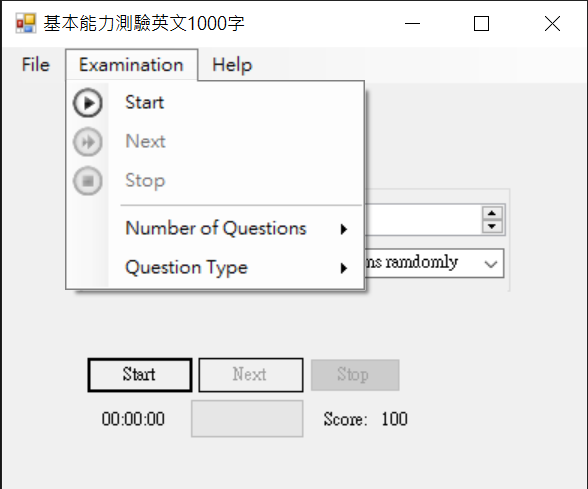 基本能力測驗英文1000字
File Examination Help
Start
Next
Stop
Number of Questions
Question Type
ns ramdomly
Start Next Stop
00:00:00 Score: 100